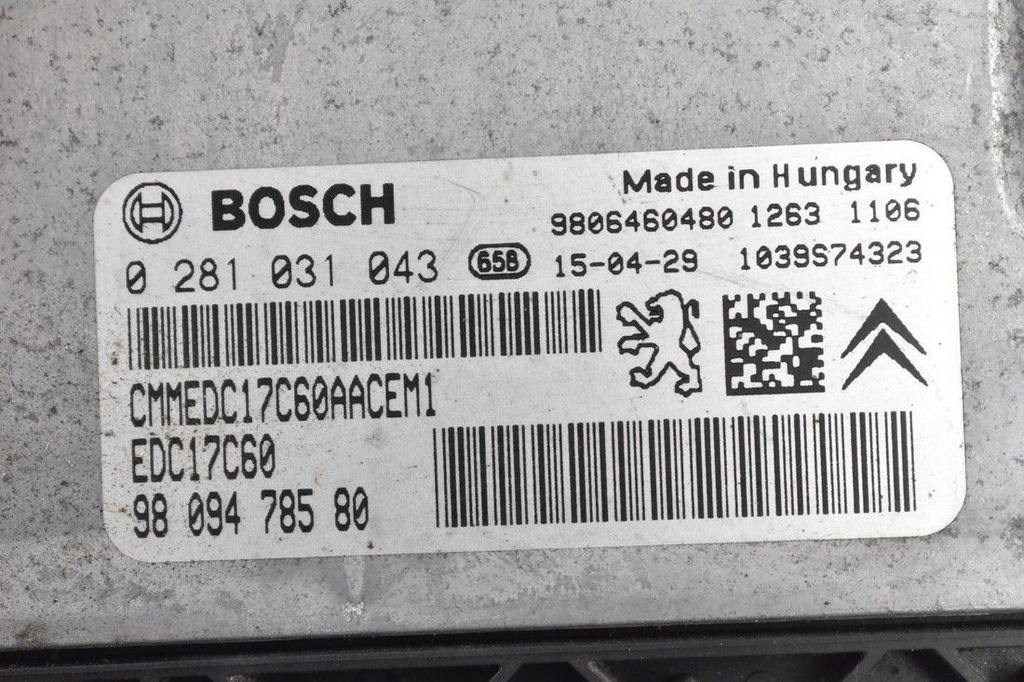 BOSCH
Made in Hungary
9806460480 1263 1106
0 281 031 043 658 15-04-29 1039S74323
CMMEDC17C60AACEM1
EDC17C60
98 094 785 80